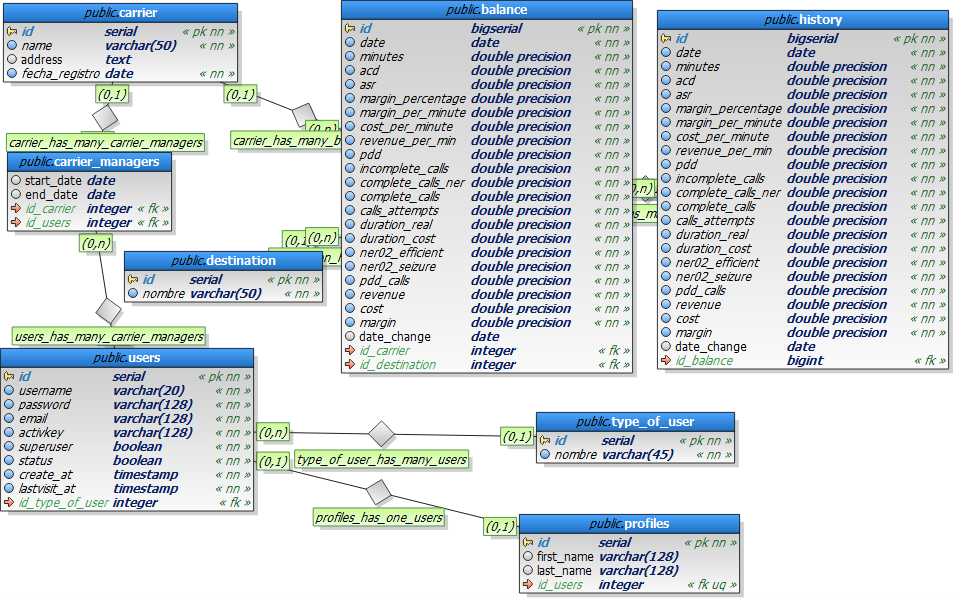 public.carrier
id serial « pk nn »
name varchar(50) « nn »
address text
fecha_registro date « nn »
(0,1)
(0,1)
carrier_has_many_carrier_managers
(0,n)
carrier_has_many_b
public.carrier_managers
start_date date
end_date date
id_carrier integer « fk »
id_users integer « fk »
(0,n)
(0,n)
public.destination
id serial « pk nn »
nombre varchar(50) « nn »
users_has_many_carrier_managers
public.users
id serial « pk nn »
username varchar(20) « nn »
password varchar(128) « nn »
email varchar(128) « nn »
activkey varchar(128) « nn »
superuser boolean « nn »
status boolean « nn »
create_at timestamp « nn »
lastvisit_at timestamp « nn »
id_type_of_user integer « fk »
public.balance
id bigserial « pk nn »
date date « nn »
minutes double precision « nn »
acd double precision « nn »
asr double precision « nn »
margin_percentage double precision « nn »
margin_per_minute double precision « nn »
cost_per_minute double precision « nn »
revenue_per_min double precision « nn »
pdd double precision « nn »
incomplete_calls double precision « nn »
complete_calls_ner double precision « nn »
complete_calls double precision « nn »
calls_attempts double precision « nn »
duration_real double precision « nn »
duration_cost double precision « nn »
ner02_efficient double precision « nn »
ner02_seizure double precision « nn »
pdd_calls double precision « nn »
revenue double precision « nn »
cost double precision « nn »
margin double precision « nn »
date_change date
id_carrier integer « fk »
id_destination integer « fk »
public.history
id bigserial « pk nn »
date date « nn »
minutes double precision « nn »
acd double precision « nn »
asr double precision « nn »
margin_percentage double precision « nn »
margin_per_minute double precision « nn »
cost_per_minute double precision « nn »
revenue_per_min double precision « nn »
pdd double precision « nn »
incomplete_calls double precision « nn »
complete_calls_ner double precision « nn »
complete_calls double precision « nn »
calls_attempts double precision « nn »
duration_real double precision « nn »
duration_cost double precision « nn »
ner02_efficient double precision « nn »
ner02_seizure double precision « nn »
pdd_calls double precision « nn »
revenue double precision « nn »
cost double precision « nn »
margin double precision « nn »
date_change date
id_balance bigint « fk »
(0,n)
(0,1)
type_of_user_has_many_users
public.type_of_user
id serial « pk nn »
nombre varchar(45) « nn »
(0,1)
profiles_has_one_users
(0,1)
public.profiles
id serial « pk nn »
first_name varchar(128)
last_name varchar(128)
id_users integer « fk uq »